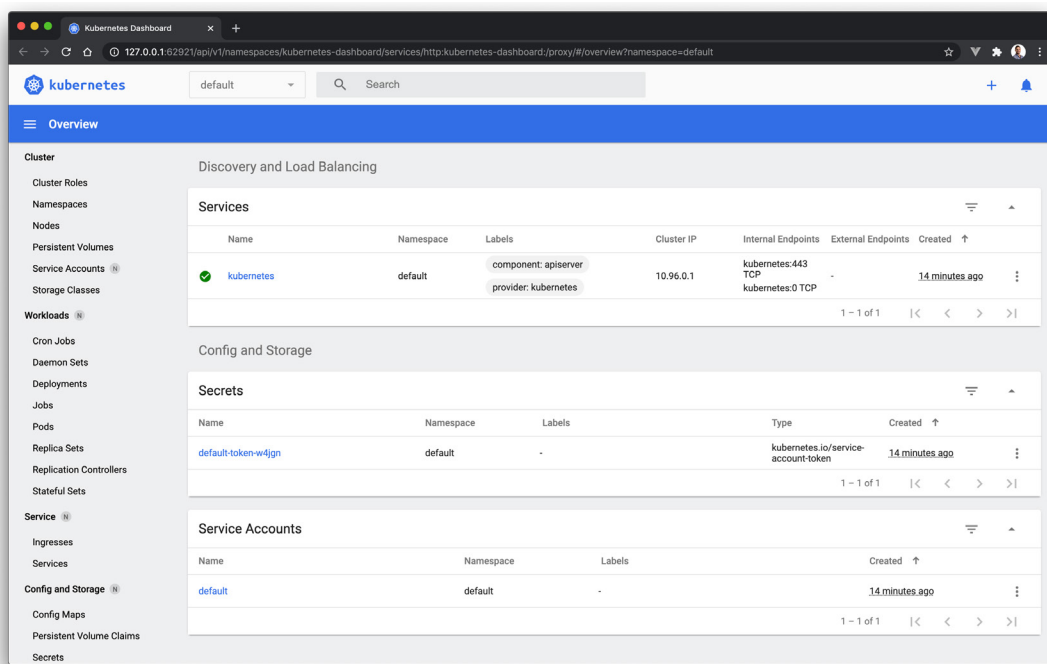 Kubernetes Dashboard
127.0.0.1:62921/api/v1/namespaces/kubernetes-dashboard/services/http:kubernetes-dashboard:/proxy/#/overview?namespace=default
kubernetes
default
Search
Overview
Cluster
Cluster Roles
Namespaces
Nodes
Persistent Volumes
Service Accounts N
Storage Classes
Workloads N
Cron Jobs
Daemon Sets
Deployments
Jobs
Pods
Replica Sets
Replication Controllers
Stateful Sets
Service N
Ingresses
Services
Config and Storage N
Config Maps
Persistent Volume Claims
Secrets
Discovery and Load Balancing
Services
Name Namespace Labels Cluster IP Internal Endpoints External Endpoints Created
kubernetes default component: apiserver provider: kubernetes 10.96.0.1 kubernetes:443 TCP kubernetes:0 TCP - 14 minutes ago
1 – 1 of 1
Config and Storage
Secrets
Name Namespace Labels Type Created
default-token-w4jgn default - kubernetes.io/service-account-token 14 minutes ago
1 – 1 of 1
Service Accounts
Name Namespace Labels Created
default default - 14 minutes ago
1 – 1 of 1